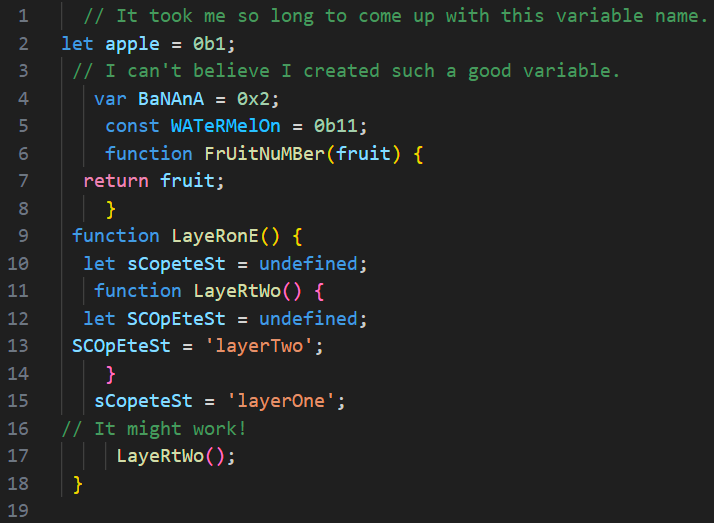 1    // It took me so long to come up with this variable name.
2  let apple = 0b1;
3   // I can't believe I created such a good variable.
4     var BaNAnA = 0x2;
5      const WATeRMelOn = 0b11;
6      function FrUitNuMBer(fruit) {
7    return fruit;
8      }
9   function LayeRonE() {
10    let sCopeteSt = undefined;
11     function LayeRtWo() {
12    let SCOpEteSt = undefined;
13   SCOpEteSt = 'layerTwo';
14      }
15     sCopeteSt = 'layerOne';
16  // It might work!
17       LayeRtWo();
18   }
19